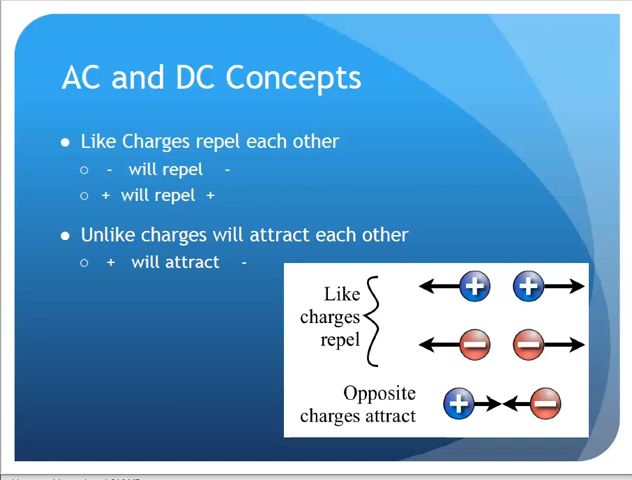 AC and DC Concepts
● Like Charges repel each other
○ - will repel -
○ + will repel +
● Unlike charges will attract each other
○ + will attract -
Like
charges
repel
+ +
− −
Opposite
charges attract
+ −